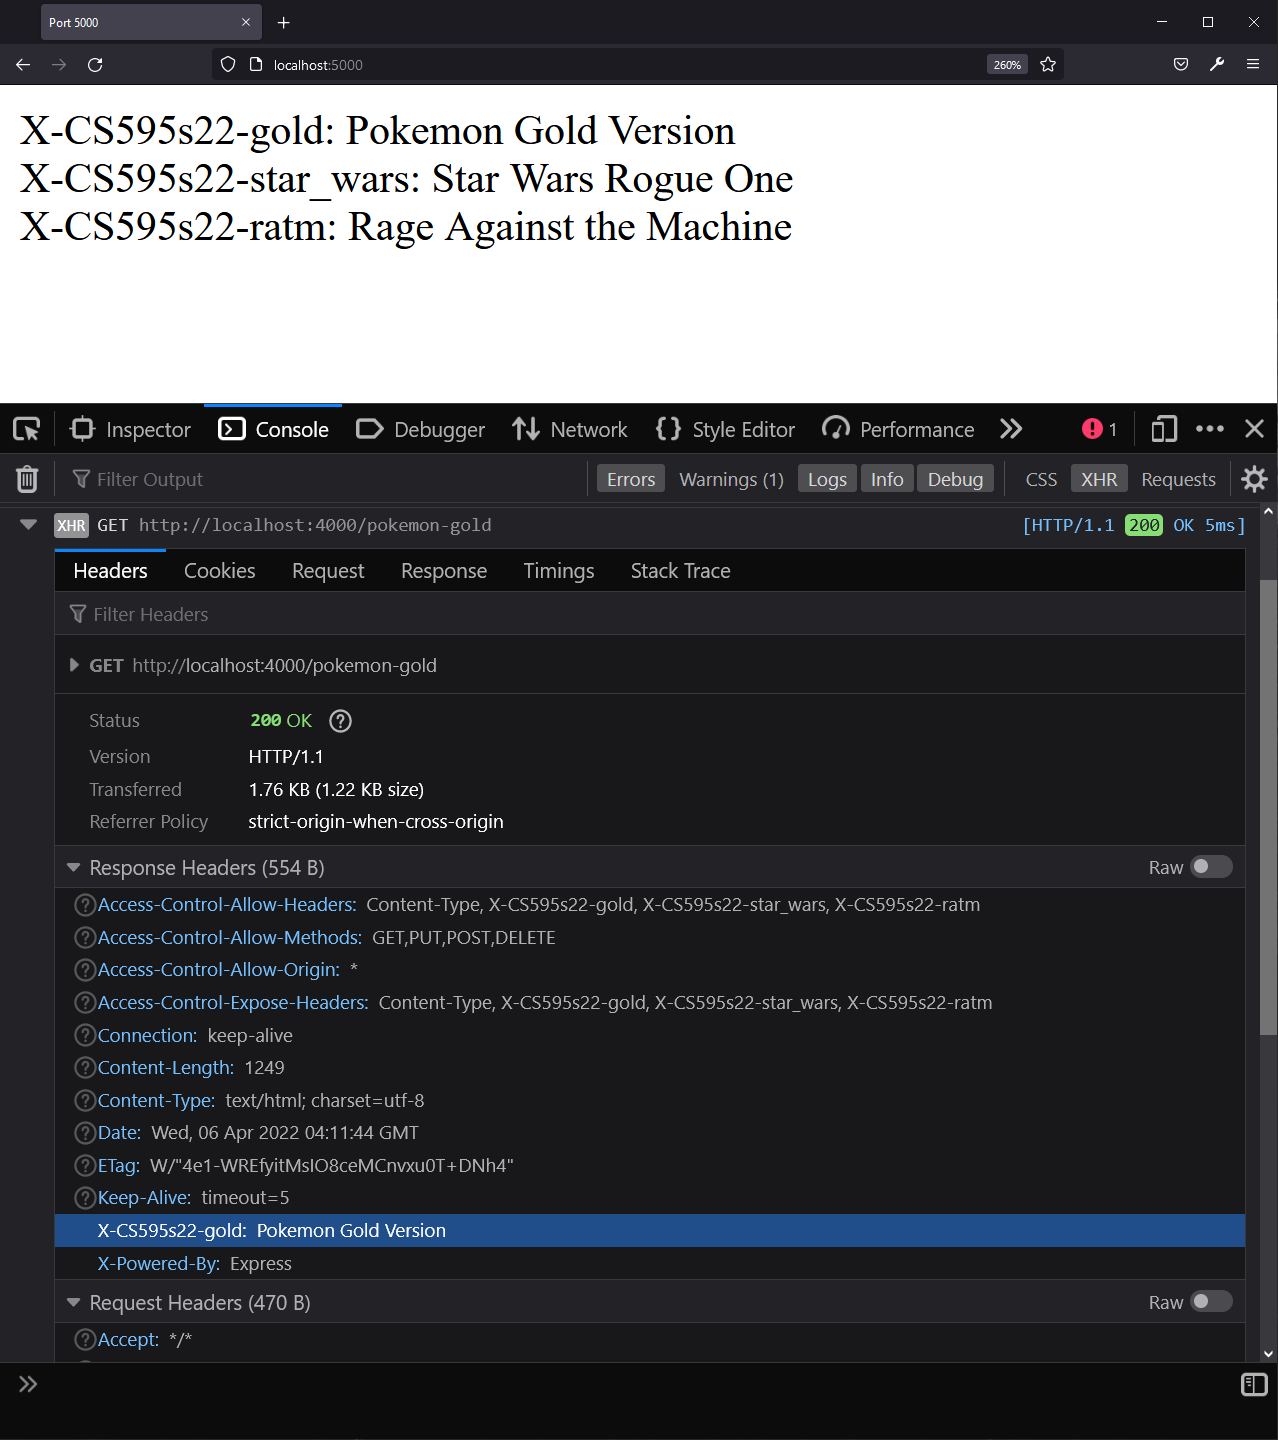 Port 5000
localhost:5000
260%
X-CS595s22-gold: Pokemon Gold Version
X-CS595s22-star_wars: Star Wars Rogue One
X-CS595s22-ratm: Rage Against the Machine
Inspector Console Debugger Network Style Editor Performance 1
Filter Output Errors Warnings (1) Logs Info Debug CSS XHR Requests
XHR GET http://localhost:4000/pokemon-gold [HTTP/1.1 200 OK 5ms]
Headers Cookies Request Response Timings Stack Trace
Filter Headers
GET http://localhost:4000/pokemon-gold
Status 200 OK
Version HTTP/1.1
Transferred 1.76 KB (1.22 KB size)
Referrer Policy strict-origin-when-cross-origin
Response Headers (554 B) Raw
Access-Control-Allow-Headers: Content-Type, X-CS595s22-gold, X-CS595s22-star_wars, X-CS595s22-ratm
Access-Control-Allow-Methods: GET,PUT,POST,DELETE
Access-Control-Allow-Origin: *
Access-Control-Expose-Headers: Content-Type, X-CS595s22-gold, X-CS595s22-star_wars, X-CS595s22-ratm
Connection: keep-alive
Content-Length: 1249
Content-Type: text/html; charset=utf-8
Date: Wed, 06 Apr 2022 04:11:44 GMT
ETag: W/"4e1-WREfyitMsIO8ceMCnvxu0T+DNh4"
Keep-Alive: timeout=5
X-CS595s22-gold: Pokemon Gold Version
X-Powered-By: Express
Request Headers (470 B) Raw
Accept: */*